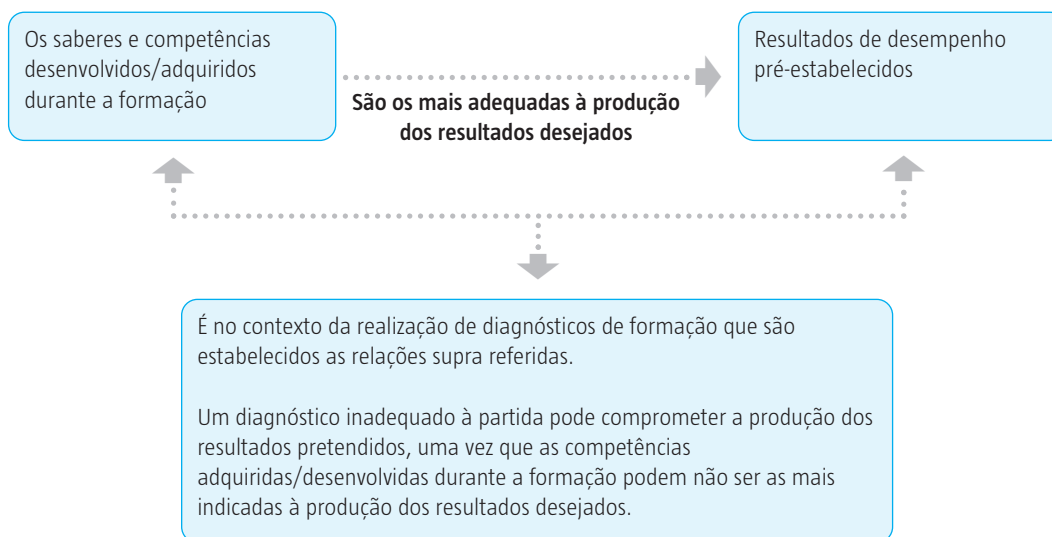 Os saberes e competências
desenvolvidos/adquiridos
durante a formação
São os mais adequadas à produção
dos resultados desejados
Resultados de desempenho
pré-estabelecidos
É no contexto da realização de diagnósticos de formação que são
estabelecidos as relações supra referidas.
Um diagnóstico inadequado à partida pode comprometer a produção dos
resultados pretendidos, uma vez que as competências
adquiridas/desenvolvidas durante a formação podem não ser as mais
indicadas à produção dos resultados desejados.